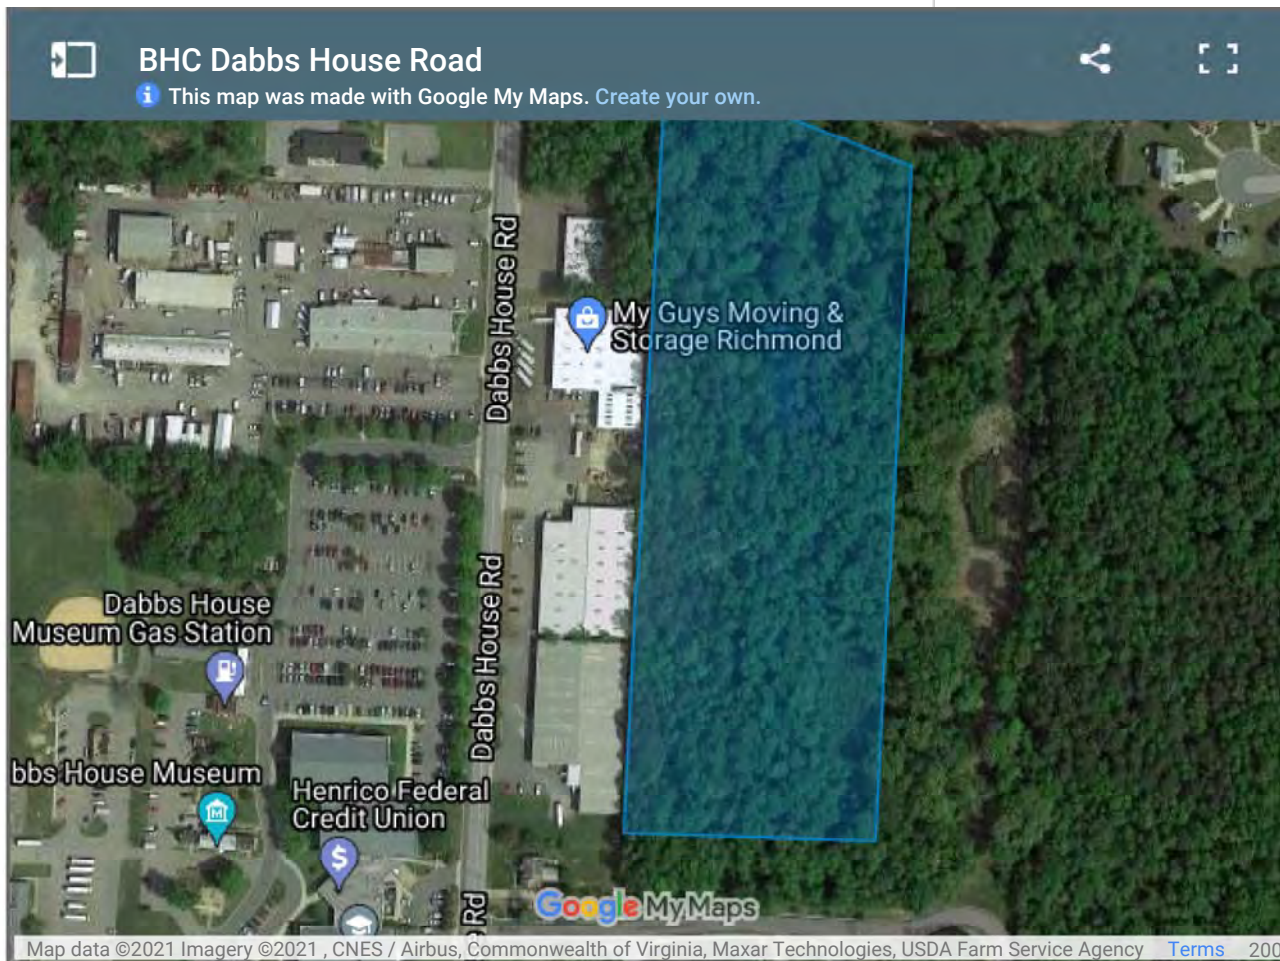 BHC Dabbs House Road
This map was made with Google My Maps. Create your own.
Dabbs House Rd
My Guys Moving &
Storage Richmond
Dabbs House
Museum Gas Station
Dabbs House Rd
bbs House Museum
Henrico Federal
Credit Union
Rd
Google My Maps
Map data ©2021 Imagery ©2021 , CNES / Airbus, Commonwealth of Virginia, Maxar Technologies, USDA Farm Service Agency Terms 200